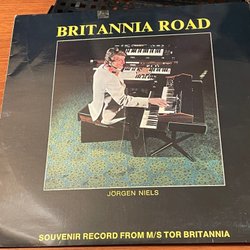 BRITANNIA ROAD
JÖRGEN NIELS
SOUVENIR RECORD FROM M/S TOR BRITANNIA